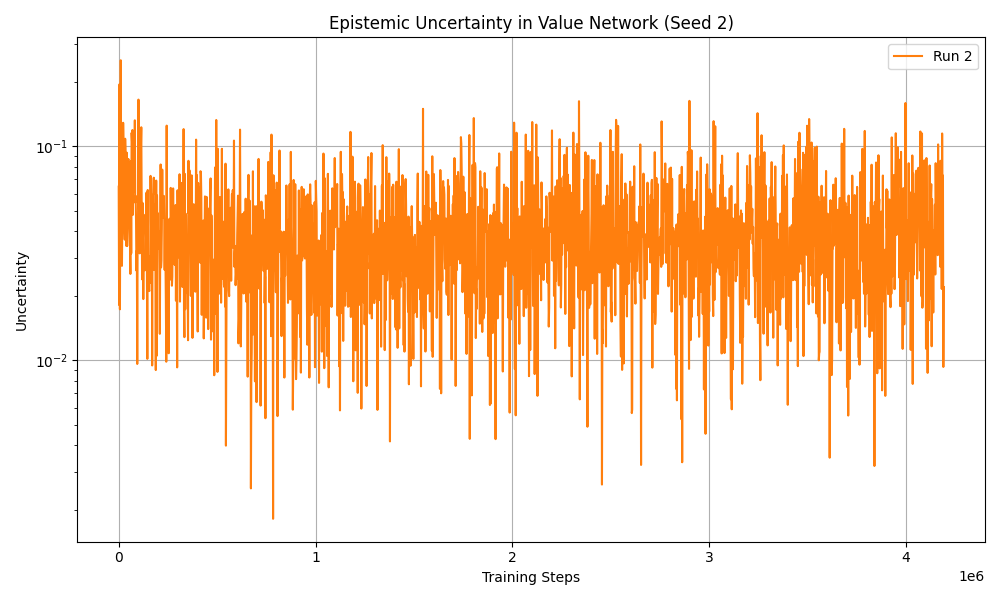 Epistemic Uncertainty in Value Network (Seed 2)
Run 2
Uncertainty
10⁻¹
10⁻²
0 1 2 3 4
1e6
Training Steps